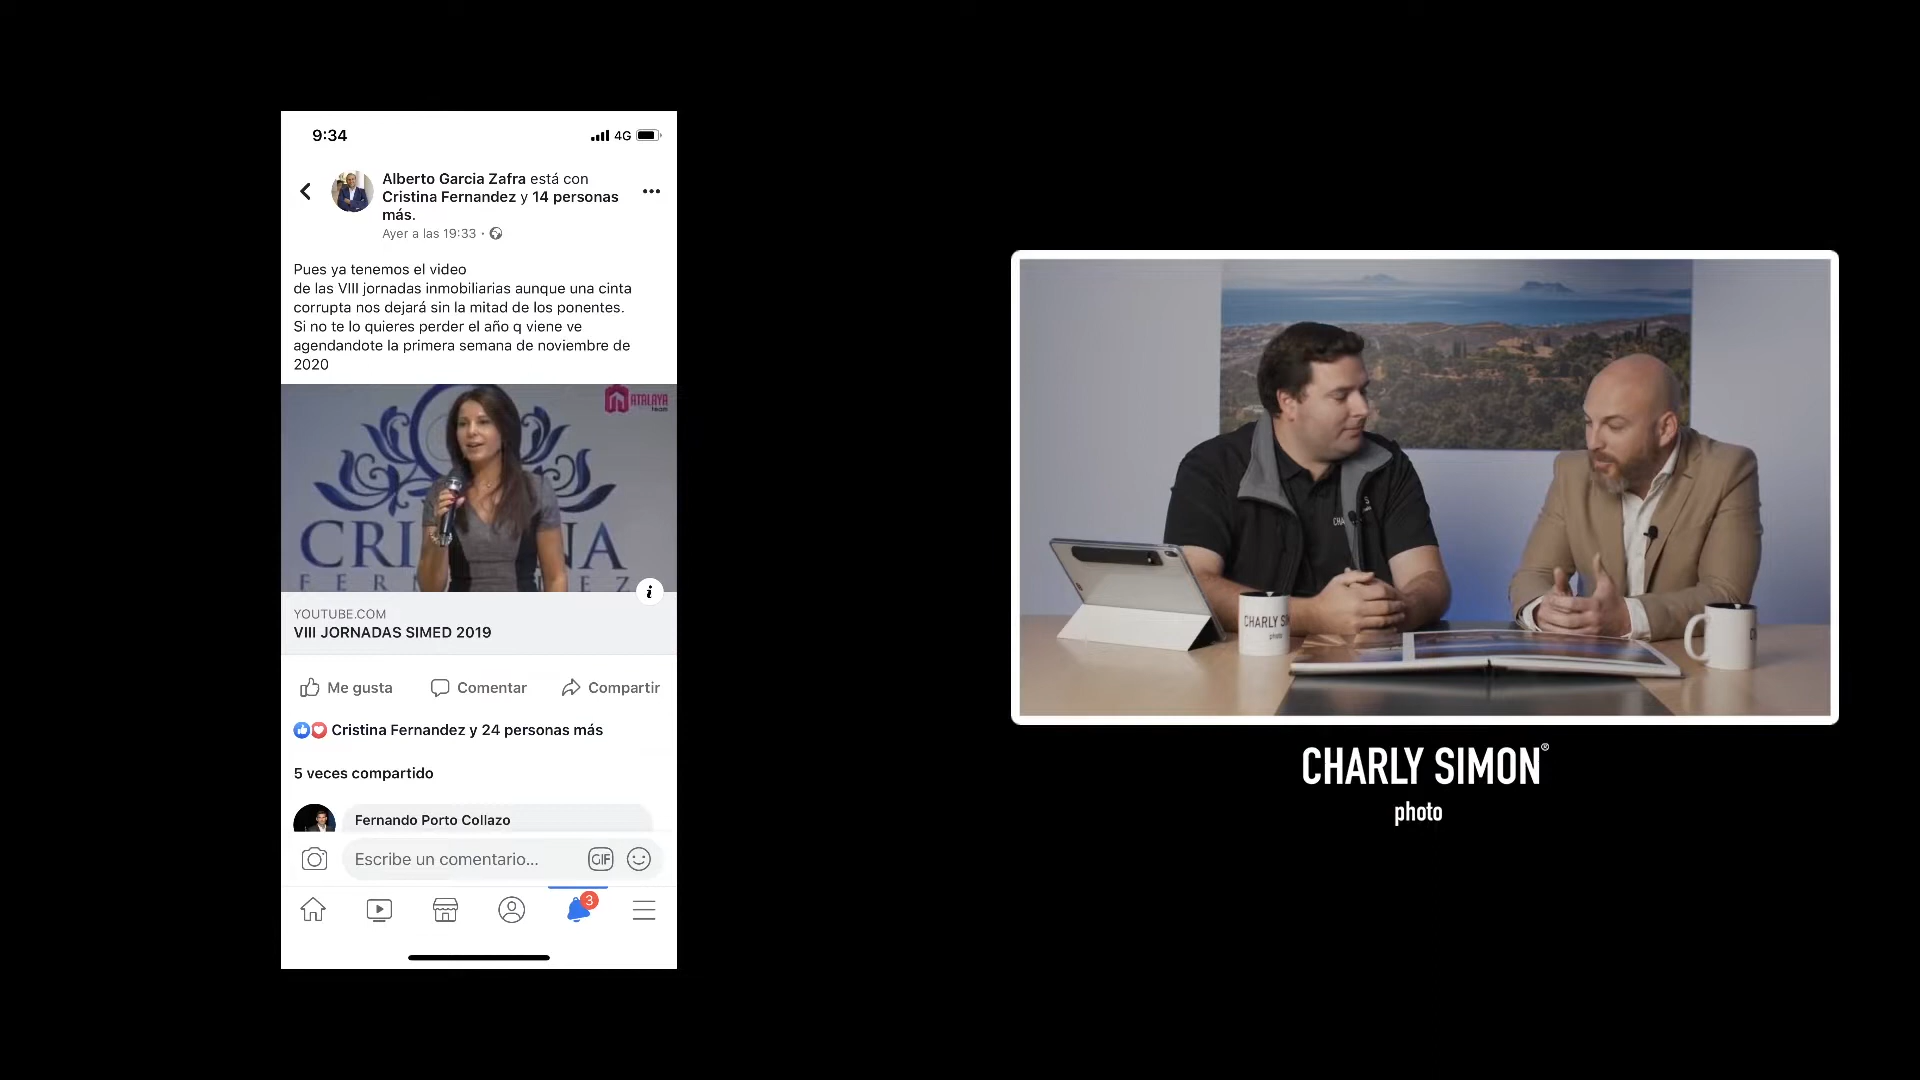 9:34
4G
Alberto Garcia Zafra está con
Cristina Fernandez y 14 personas
más.
Ayer a las 19:33 ·
Pues ya tenemos el video
de las VIII jornadas inmobiliarias aunque una cinta
corrupta nos dejará sin la mitad de los ponentes.
Si no te lo quieres perder el año q viene ve
agendandote la primera semana de noviembre de
2020
ATALAYA
team
CRI NA
YOUTUBE.COM
VIII JORNADAS SIMED 2019
Me gusta
Comentar
Compartir
Cristina Fernandez y 24 personas más
5 veces compartido
Fernando Porto Collazo
Escribe un comentario...
GIF
3
CHARLY SI
photo
CHARLY SIMON®
photo